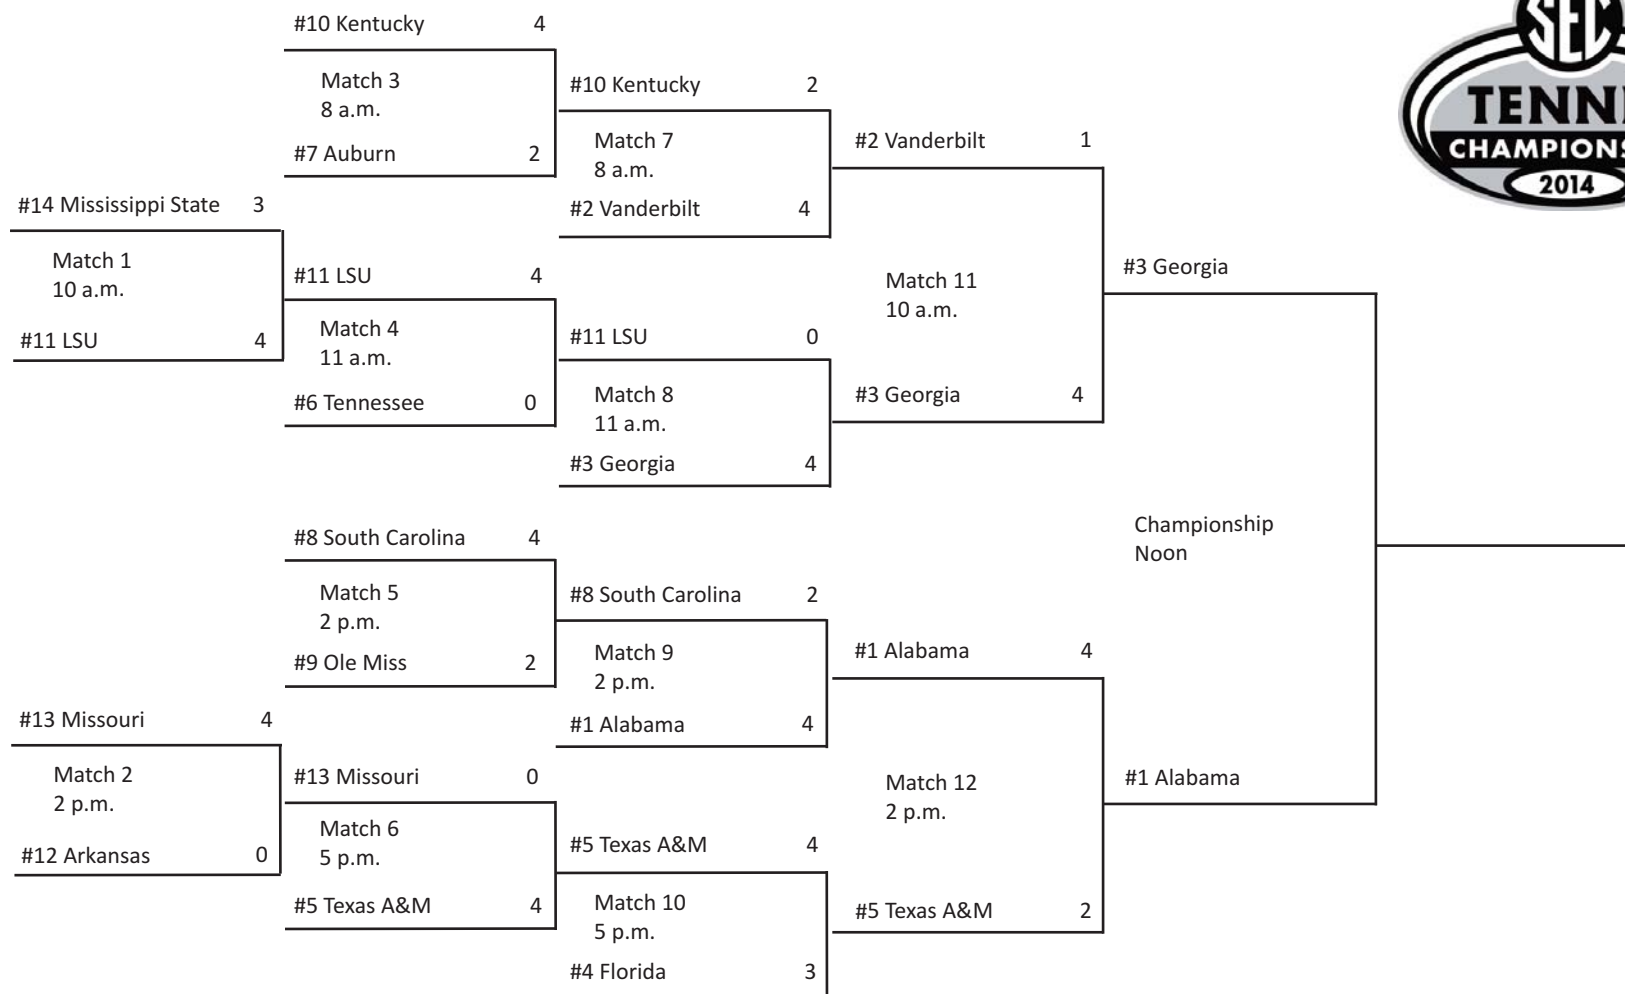 #10 Kentucky 4
Match 3
8 a.m.
#7 Auburn 2
#14 Mississippi State 3
Match 1
10 a.m.
#11 LSU 4
#11 LSU 4
Match 4
11 a.m.
#6 Tennessee 0
#10 Kentucky 2
Match 7
8 a.m.
#2 Vanderbilt 4
#11 LSU 0
Match 8
11 a.m.
#3 Georgia 4
#2 Vanderbilt 1
Match 11
10 a.m.
#3 Georgia 4
#8 South Carolina 4
Match 5
2 p.m.
#9 Ole Miss 2
#13 Missouri 4
Match 2
2 p.m.
#12 Arkansas 0
#13 Missouri 0
Match 6
5 p.m.
#5 Texas A&M 4
#8 South Carolina 2
Match 9
2 p.m.
#1 Alabama 4
#5 Texas A&M 4
Match 10
5 p.m.
#4 Florida 3
#1 Alabama 4
Match 12
2 p.m.
#5 Texas A&M 2
#3 Georgia
Championship
Noon
#1 Alabama
SEC
TENNI
CHAMPIONS
2014